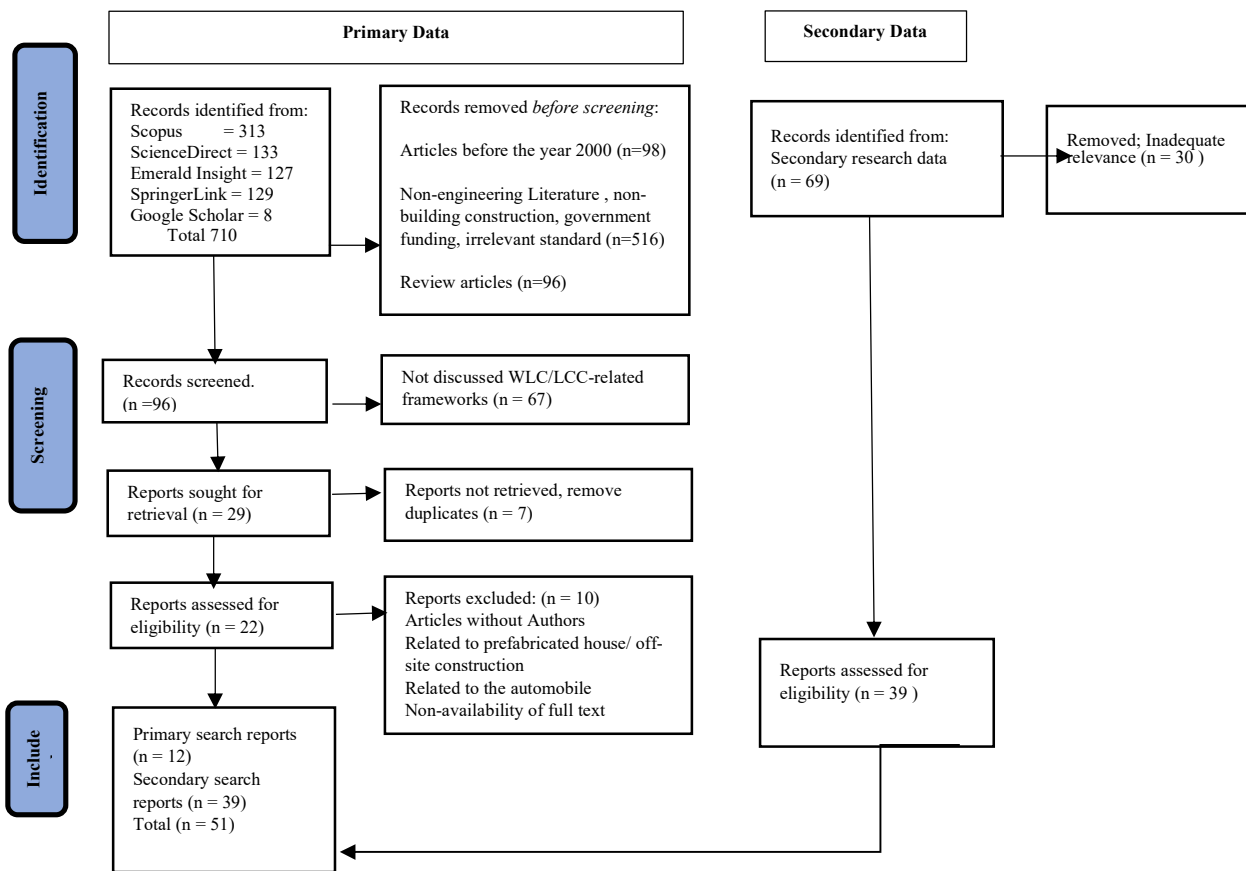 Primary Data
Secondary Data
Identification
Records identified from:
Scopus = 313
ScienceDirect = 133
Emerald Insight = 127
SpringerLink = 129
Google Scholar = 8
Total 710
Records removed before screening:
Articles before the year 2000 (n=98)
Non-engineering Literature , non-
building construction, government
funding, irrelevant standard (n=516)
Review articles (n=96)
Records identified from:
Secondary research data
(n = 69)
Removed; Inadequate
relevance (n = 30 )
Screening
Records screened.
(n =96)
Not discussed WLC/LCC-related
frameworks (n = 67)
Reports sought for
retrieval (n = 29)
Reports not retrieved, remove
duplicates (n = 7)
Reports assessed for
eligibility (n = 22)
Reports excluded: (n = 10)
Articles without Authors
Related to prefabricated house/ off-
site construction
Related to the automobile
Non-availability of full text
Reports assessed for
eligibility (n = 39 )
Include
Primary search reports
(n = 12)
Secondary search
reports (n = 39)
Total (n = 51)